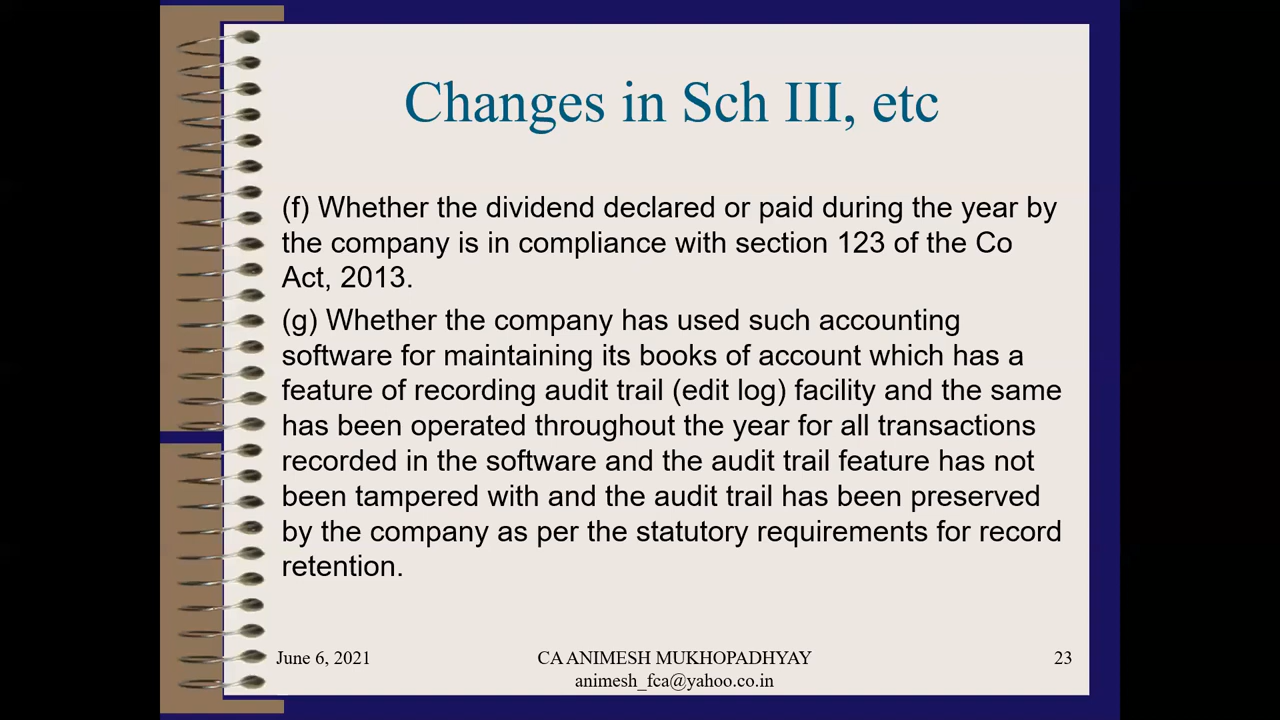 Changes in Sch III, etc
(f) Whether the dividend declared or paid during the year by
the company is in compliance with section 123 of the Co
Act, 2013.
(g) Whether the company has used such accounting
software for maintaining its books of account which has a
feature of recording audit trail (edit log) facility and the same
has been operated throughout the year for all transactions
recorded in the software and the audit trail feature has not
been tampered with and the audit trail has been preserved
by the company as per the statutory requirements for record
retention.
June 6, 2021
CA ANIMESH MUKHOPADHYAY
animesh_fca@yahoo.co.in
23